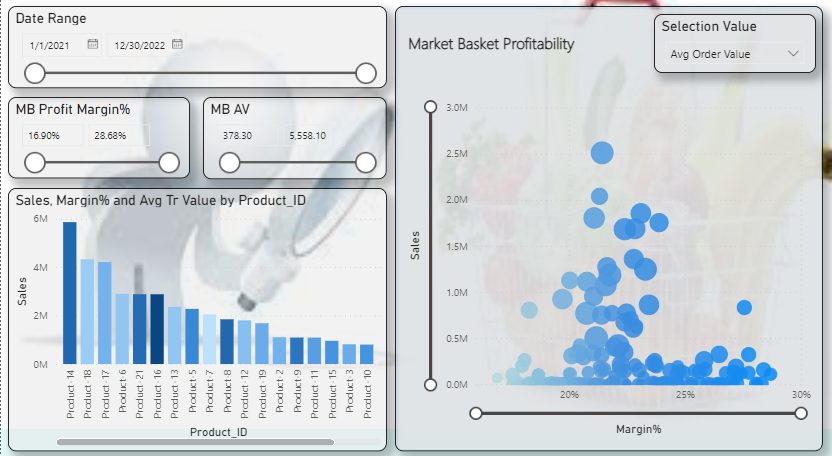 Date Range
1/1/2021
12/30/2022
MB Profit Margin%
16.90%
28.68%
MB AV
378.30
5,558.10
Sales, Margin% and Avg Tr Value by Product_ID
Sales
6M
4M
2M
0M
Product -14
Product -18
Product -17
Product -6
Product -21
Product -16
Product -13
Product -5
Product -7
Product -8
Product -12
Product -19
Product -2
Product -9
Product -11
Product -15
Product -3
Product -10
Product_ID
Market Basket Profitability
Selection Value
Avg Order Value
Sales
3.0M
2.5M
2.0M
1.5M
1.0M
0.5M
0.0M
20%
25%
30%
Margin%